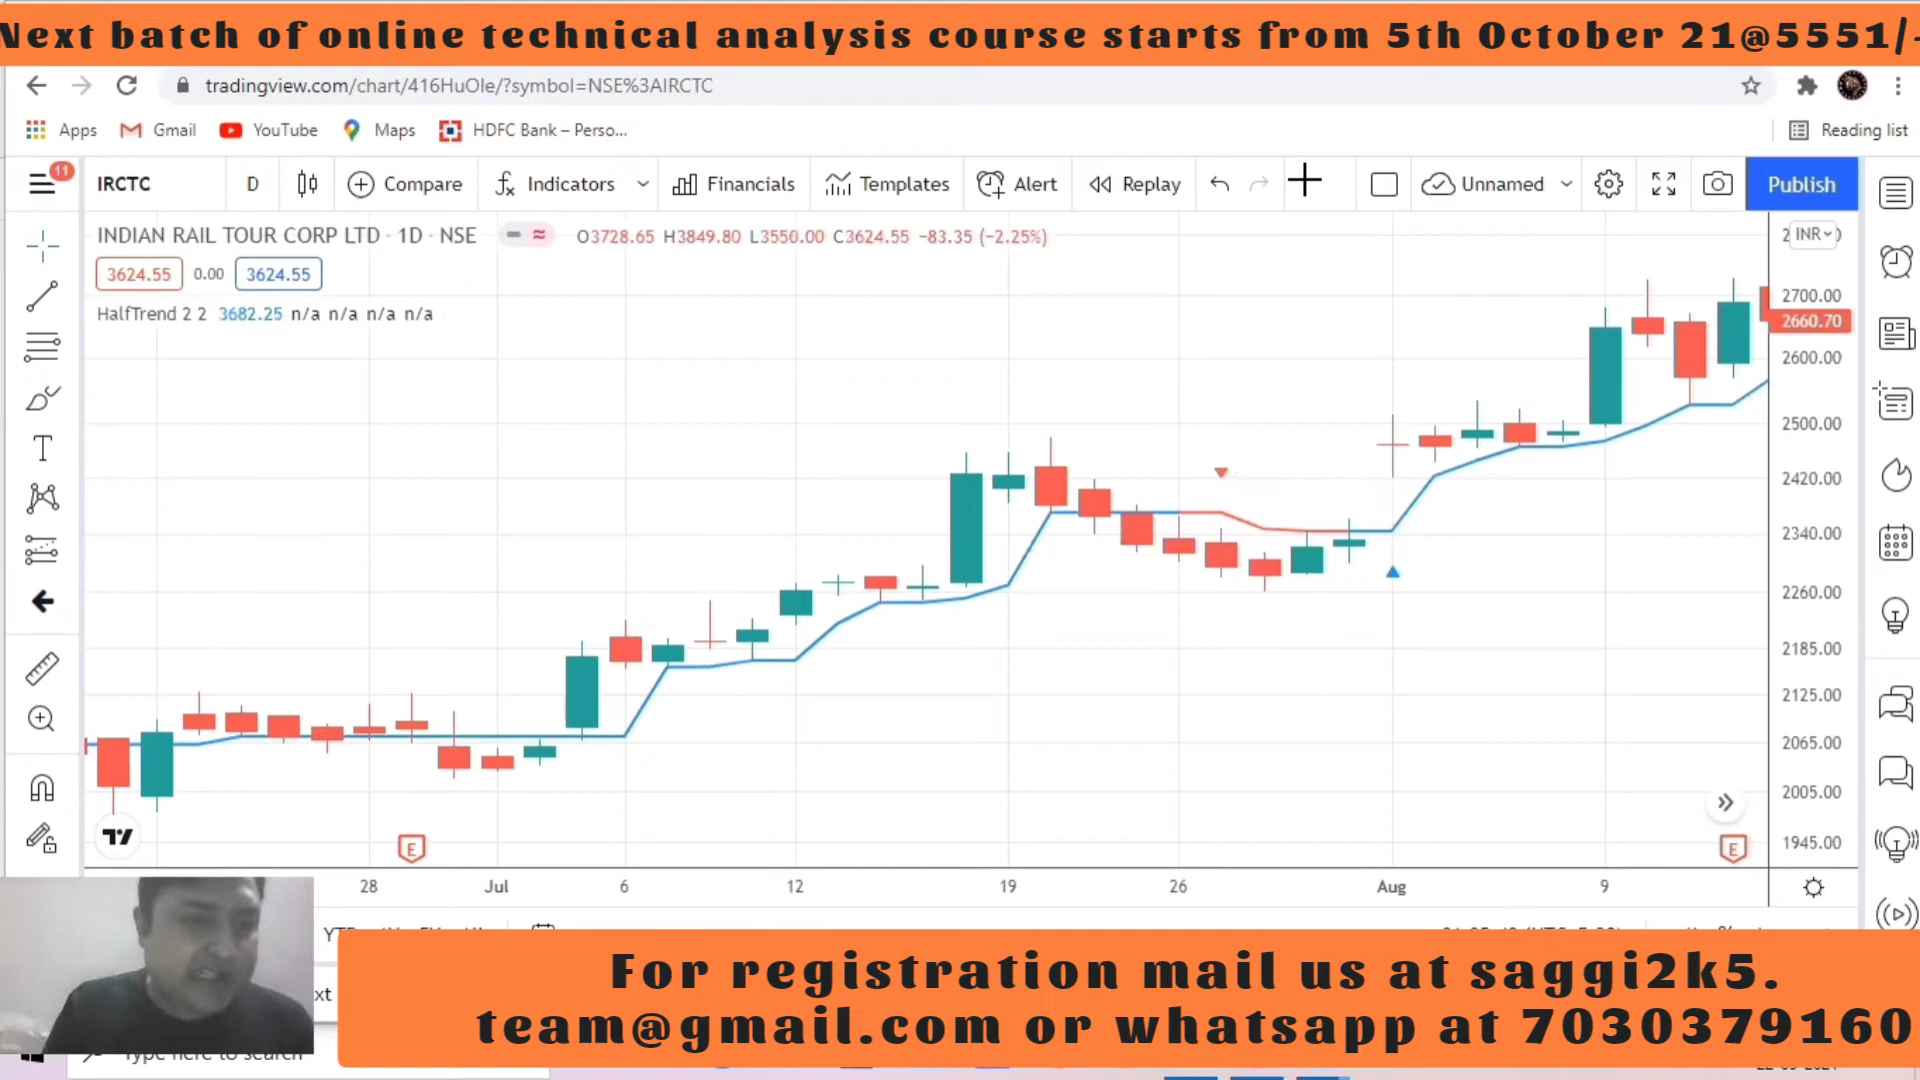 Next batch of online technical analysis course starts from 5th October 21@5551/-
tradingview.com/chart/416HuOle/?symbol=NSE%3AIRCTC
Apps Gmail YouTube Maps HDFC Bank – Perso... Reading list
11
IRCTC D Compare Indicators Financials Templates Alert Replay Unnamed Publish
INDIAN RAIL TOUR CORP LTD · 1D · NSE O3728.65 H3849.80 L3550.00 C3624.55 −83.35 (−2.25%)
INR
3624.55 0.00 3624.55
HalfTrend 2 2 3682.25 n/a n/a n/a n/a
2700.00
2660.70
2600.00
2500.00
2420.00
2340.00
2260.00
2185.00
2125.00
2065.00
2005.00
1945.00
E E
28 Jul 6 12 19 26 Aug 9
For registration mail us at saggi2k5.
team@gmail.com or whatsapp at 7030379160
Type here to search